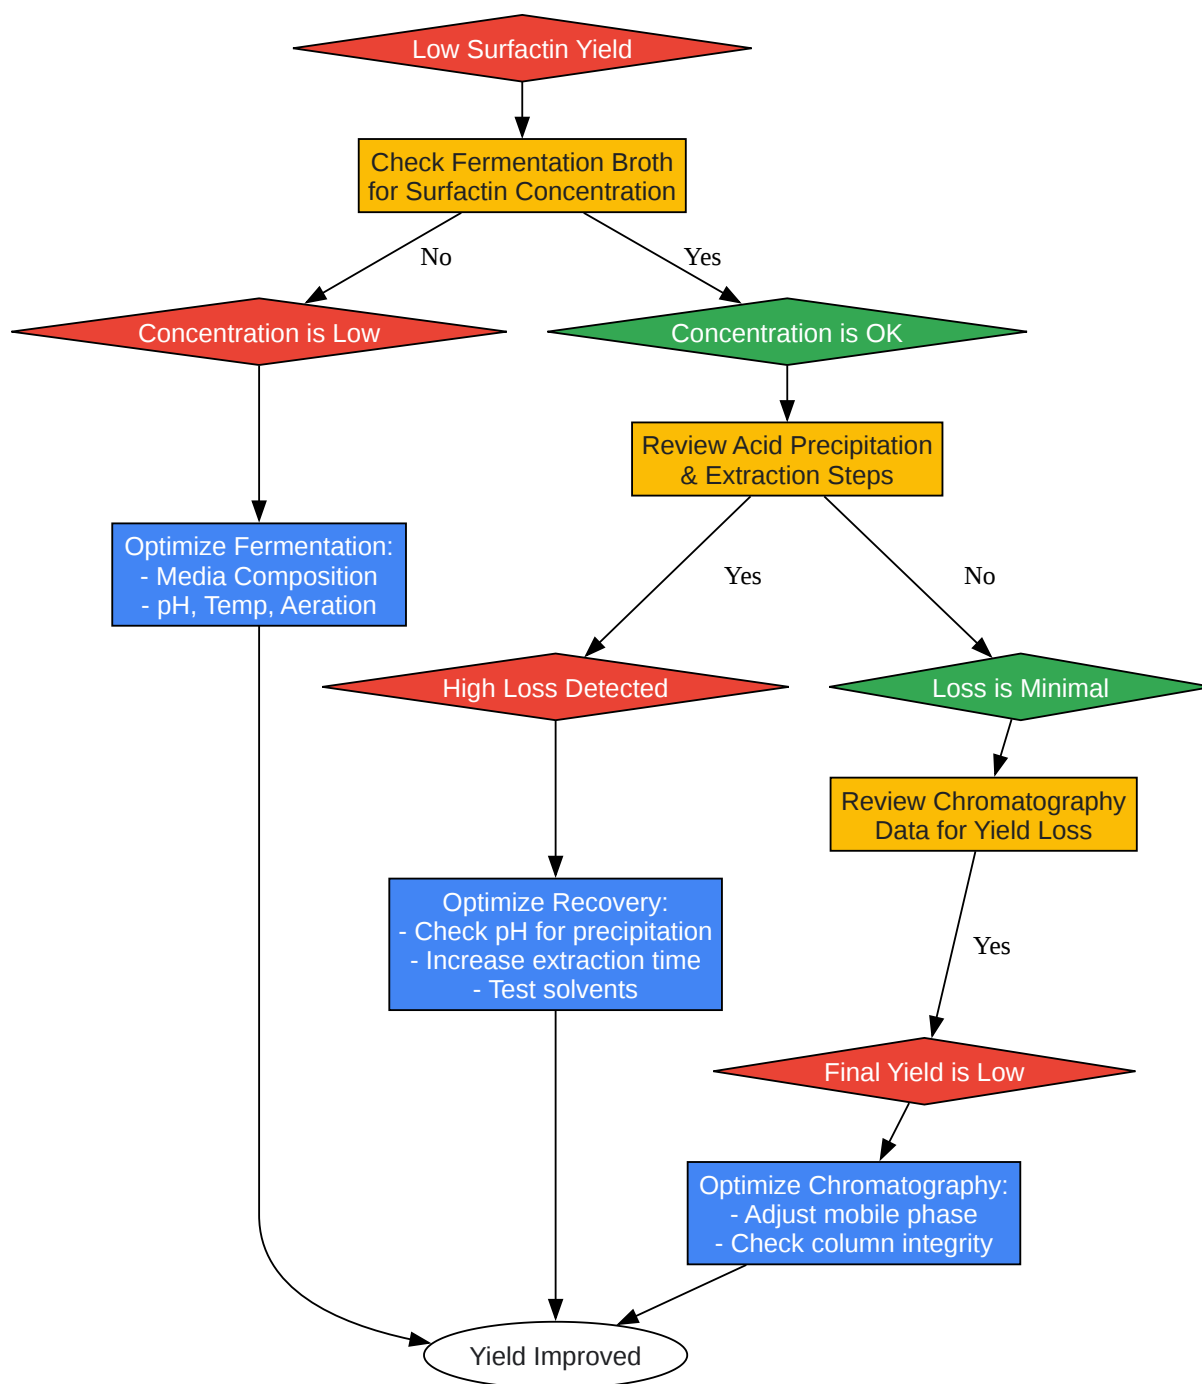 Low Surfactin Yield
Check Fermentation Broth
for Surfactin Concentration
No
Yes
Concentration is Low
Concentration is OK
Review Acid Precipitation
& Extraction Steps
Optimize Fermentation:
- Media Composition
- pH, Temp, Aeration
Yes
No
High Loss Detected
Loss is Minimal
Review Chromatography
Data for Yield Loss
Optimize Recovery:
- Check pH for precipitation
- Increase extraction time
- Test solvents
Yes
Final Yield is Low
Optimize Chromatography:
- Adjust mobile phase
- Check column integrity
Yield Improved